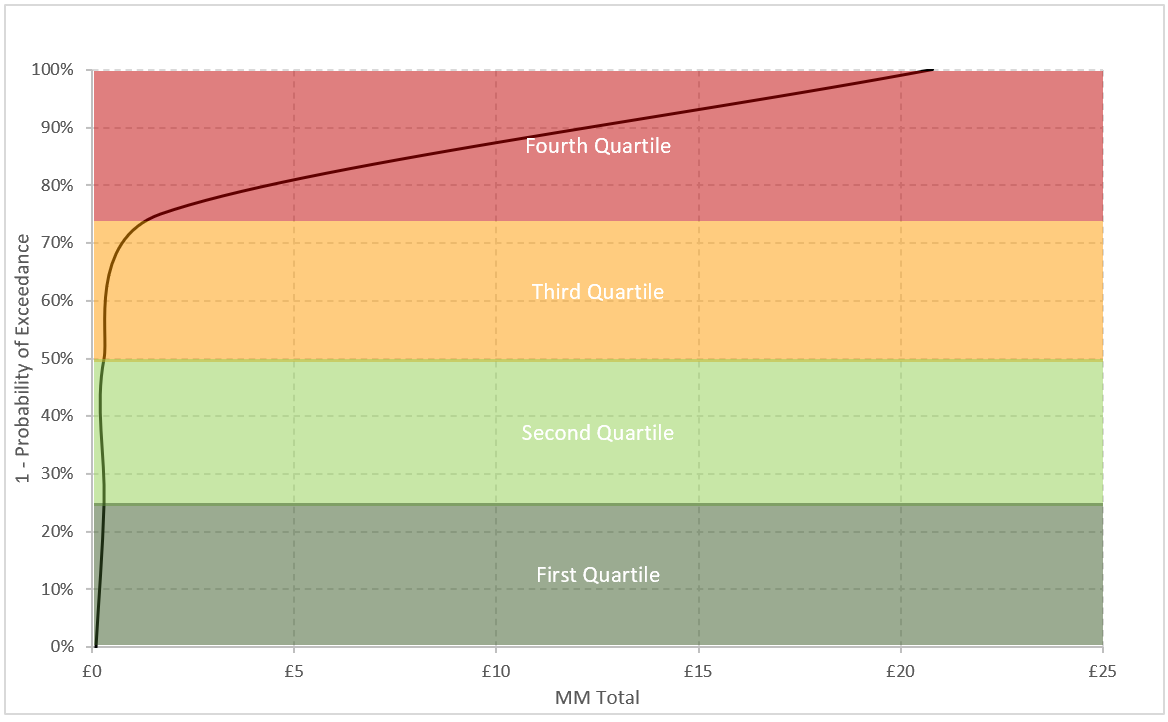 100%
90%
Fourth Quartile
80%
70%
Third Quartile
60%
50%
40%
Second Quartile
30%
20%
First Quartile
10%
0%
1 - Probability of Exceedance
£0 £5 £10 £15 £20 £25
MM Total